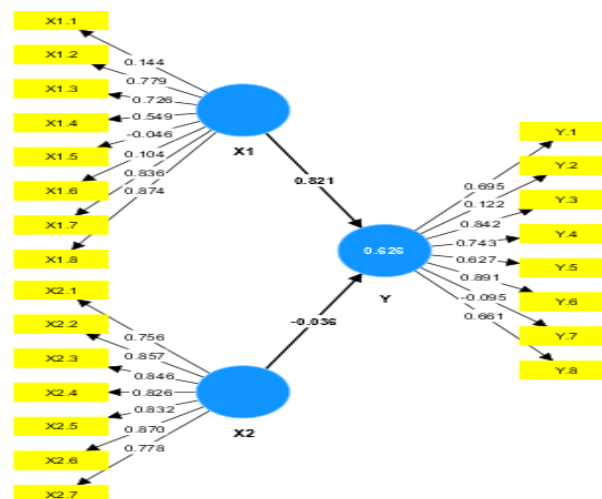 X1.1
X1.2
X1.3
X1.4
X1.5
X1.6
X1.7
X1.8
0.144
0.779
0.726
0.549
-0.046
0.104
0.836
0.874
X1
0.821
X2.1
X2.2
X2.3
X2.4
X2.5
X2.6
X2.7
0.756
0.857
0.846
0.826
0.832
0.870
0.778
X2
-0.036
0.626
Y
0.695
0.122
0.842
0.743
0.627
0.891
-0.095
0.661
Y.1
Y.2
Y.3
Y.4
Y.5
Y.6
Y.7
Y.8